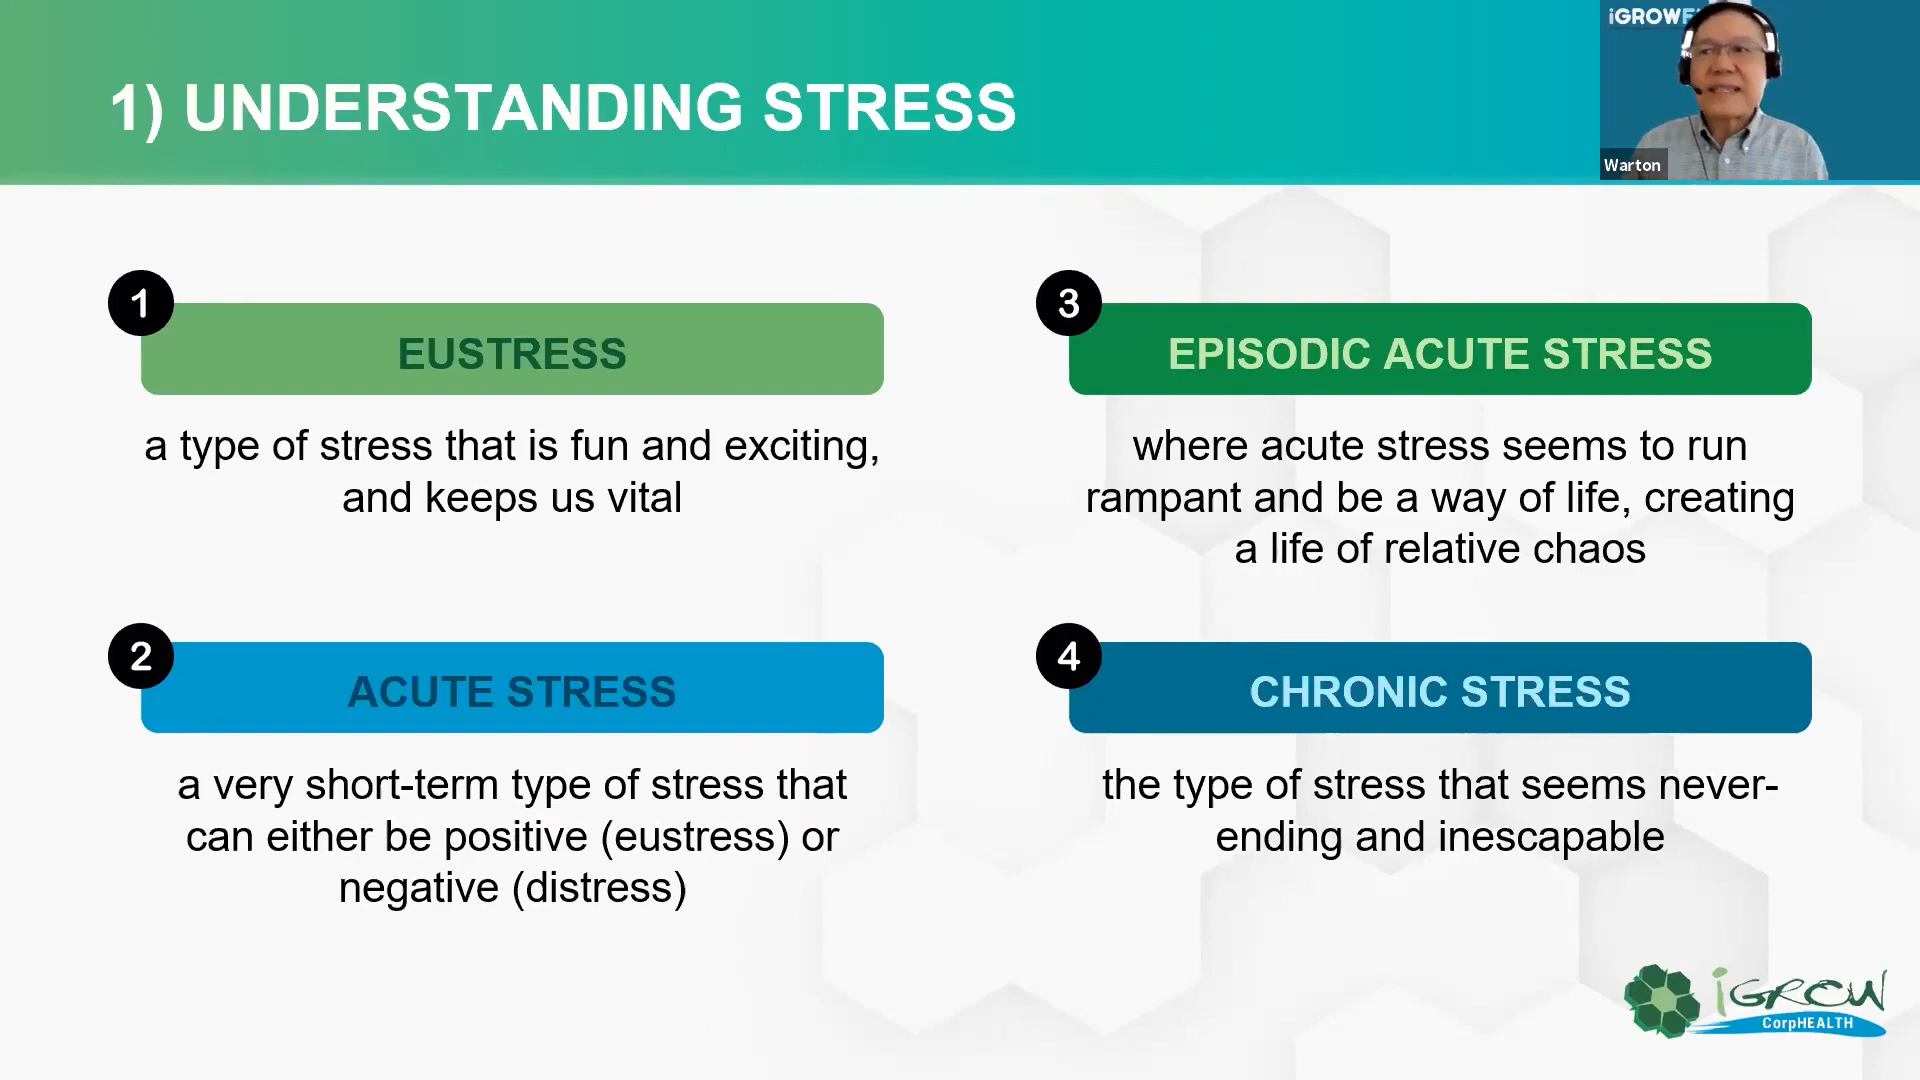 1) UNDERSTANDING STRESS
iGROWF
Warton
1
EUSTRESS
a type of stress that is fun and exciting,
and keeps us vital
2
ACUTE STRESS
a very short-term type of stress that
can either be positive (eustress) or
negative (distress)
3
EPISODIC ACUTE STRESS
where acute stress seems to run
rampant and be a way of life, creating
a life of relative chaos
4
CHRONIC STRESS
the type of stress that seems never-
ending and inescapable
iGROW
CorpHEALTH